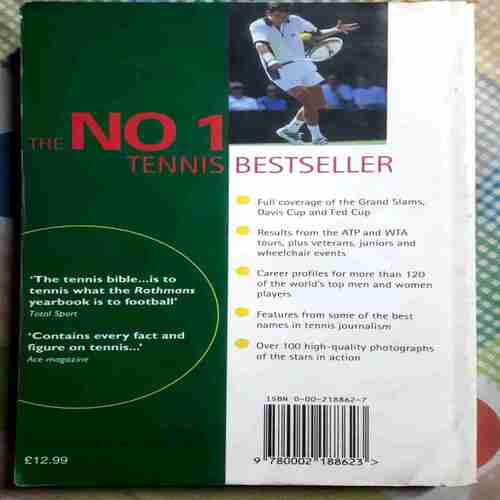 THE NO 1
TENNIS BESTSELLER
Full coverage of the Grand Slams,
Davis Cup and Fed Cup
Results from the ATP and WTA
tours, plus veterans, juniors and
wheelchair events
Career profiles for more than 120
of the world's top men and women
players
Features from some of the best
names in tennis journalism
Over 100 high-quality photographs
of the stars in action
'The tennis bible...is to
tennis what the Rothmans
yearbook is to football'
Total Sport
'Contains every fact and
figure on tennis...'
Ace magazine
£12.99
ISBN 0-00-218862-7
9 780002 188623 >